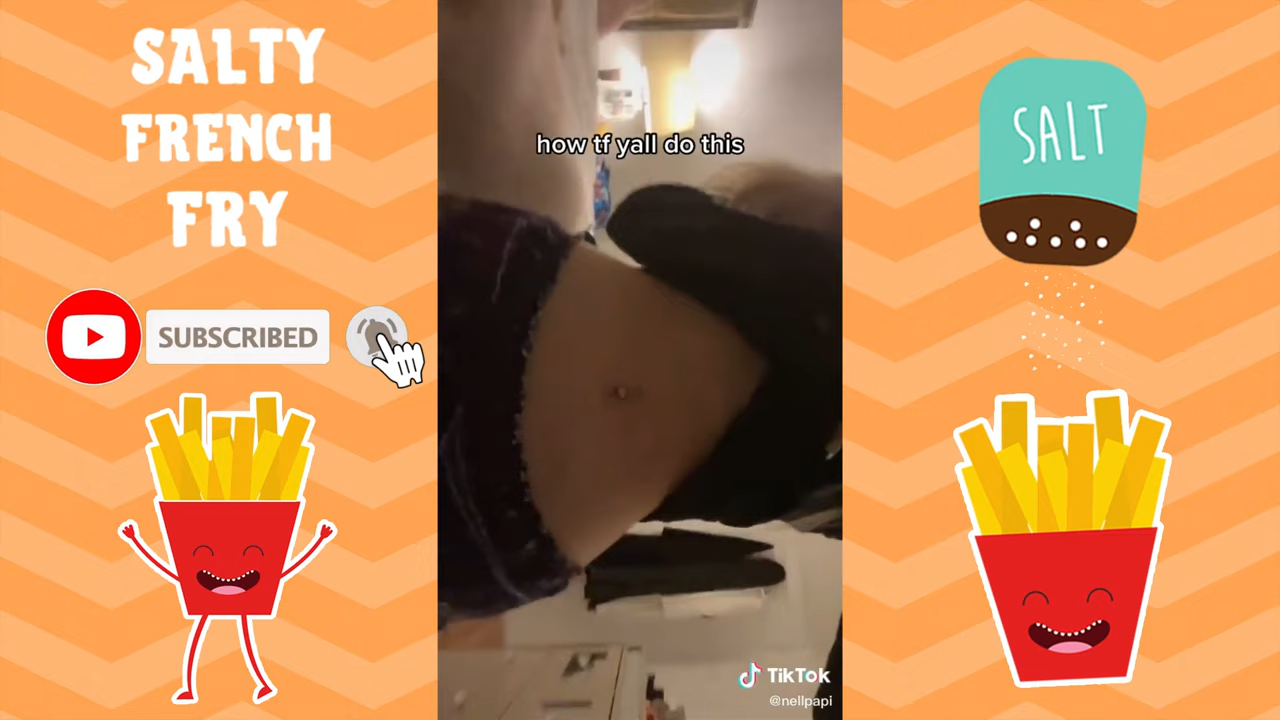 SALTY
FRENCH
FRY
SUBSCRIBED
how tf yall do this
TikTok
@nellpapi
SALT